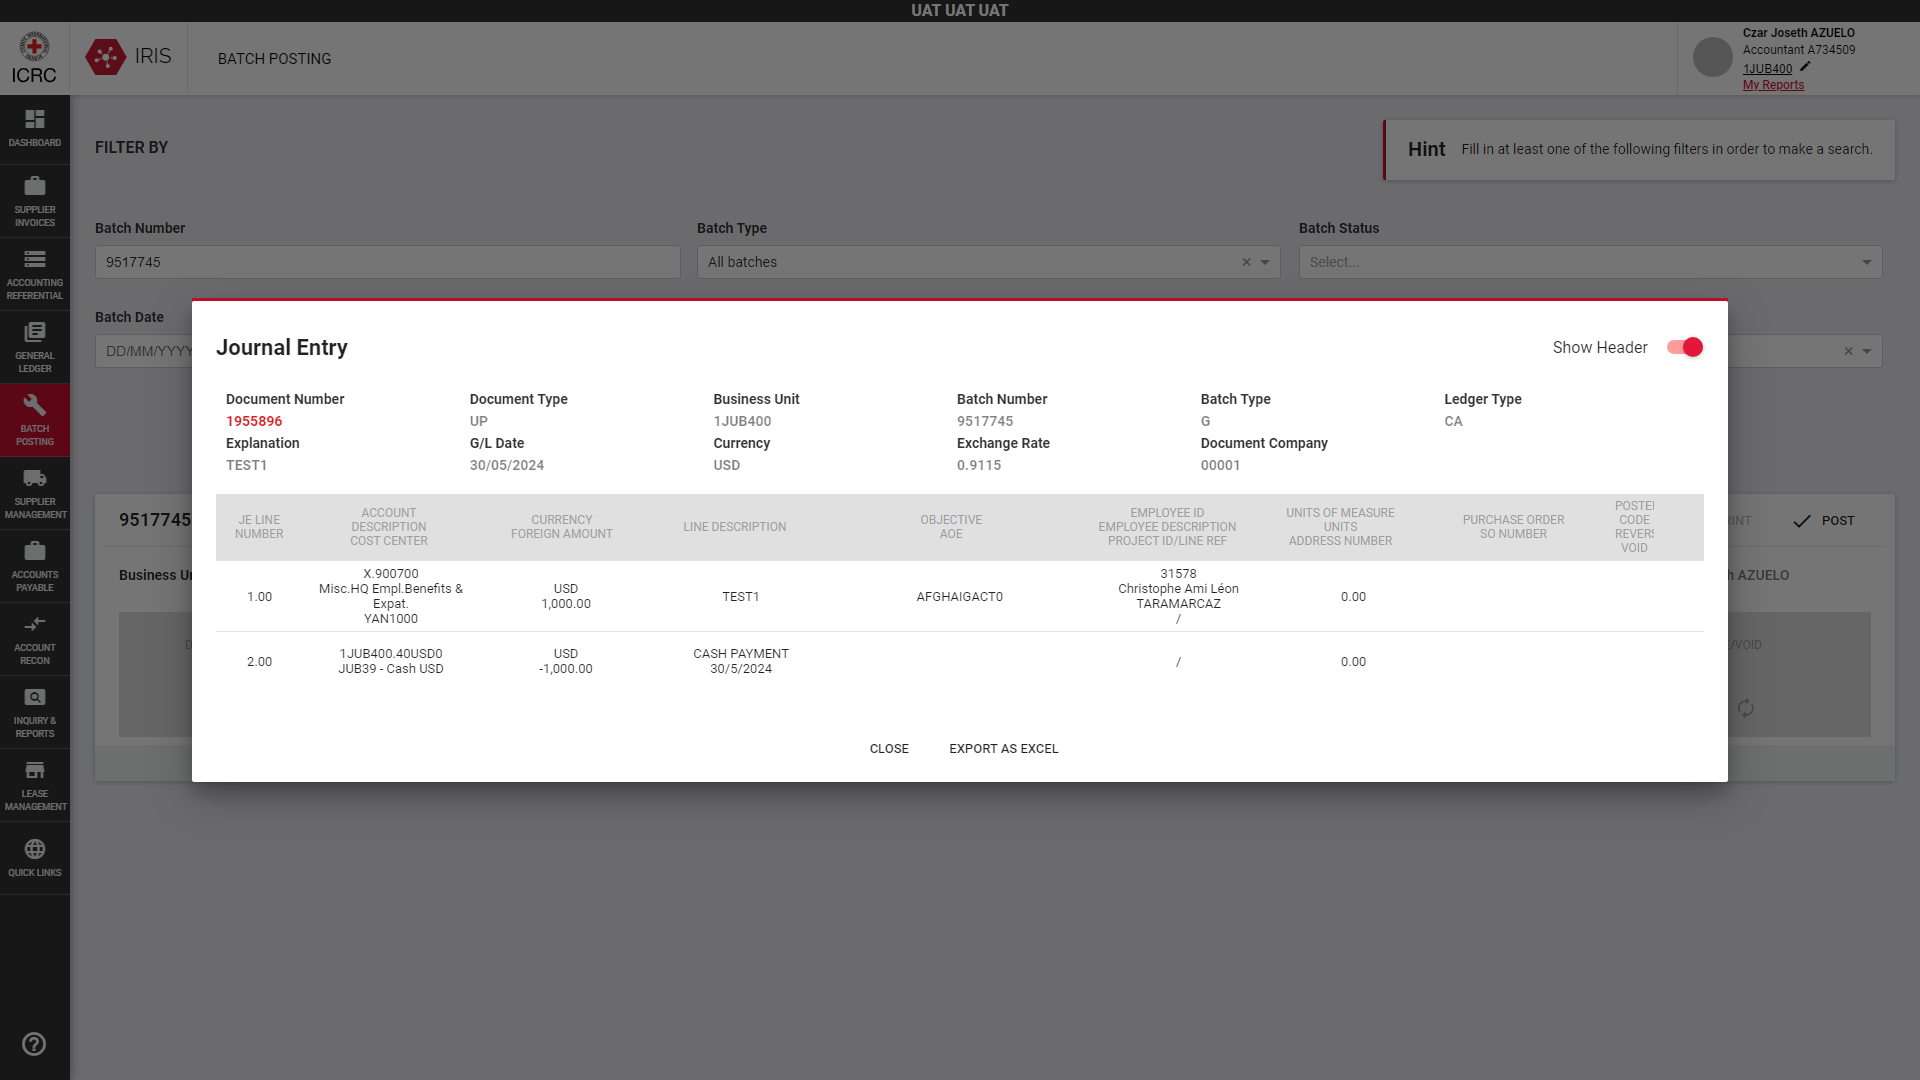 UAT UAT UAT
ICRC
IRIS
BATCH POSTING
Czar Joseth AZUELO
Accountant A734509
1JUB400
My Reports
DASHBOARD
SUPPLIER
INVOICES
ACCOUNTING
REFERENTIAL
GENERAL
LEDGER
BATCH
POSTING
SUPPLIER
MANAGEMENT
ACCOUNTS
PAYABLE
ACCOUNT
RECON
INQUIRY &
REPORTS
LEASE
MANAGEMENT
QUICK LINKS
FILTER BY
Hint Fill in at least one of the following filters in order to make a search.
Batch Number
9517745
Batch Type
All batches
Batch Status
Select...
Batch Date
DD/MM/YYYY
9517745
POST
AZUELO
/VOID
Journal Entry
Show Header
Document Number
1955896
Document Type
UP
Business Unit
1JUB400
Batch Number
9517745
Batch Type
G
Ledger Type
CA
Explanation
TEST1
G/L Date
30/05/2024
Currency
USD
Exchange Rate
0.9115
Document Company
00001
JE LINE
NUMBER
ACCOUNT
DESCRIPTION
COST CENTER
CURRENCY
FOREIGN AMOUNT
LINE DESCRIPTION
OBJECTIVE
AOE
EMPLOYEE ID
EMPLOYEE DESCRIPTION
PROJECT ID/LINE REF
UNITS OF MEASURE
UNITS
ADDRESS NUMBER
PURCHASE ORDER
SO NUMBER
POSTE
CODE
REVERS
VOID
1.00
X.900700
Misc.HQ Empl.Benefits &
Expat.
YAN1000
USD
1,000.00
TEST1
AFGHAIGACT0
31578
Christophe Ami Léon
TARAMARCAZ
/
0.00
2.00
1JUB400.40USD0
JUB39 - Cash USD
USD
-1,000.00
CASH PAYMENT
30/5/2024
/
0.00
CLOSE
EXPORT AS EXCEL